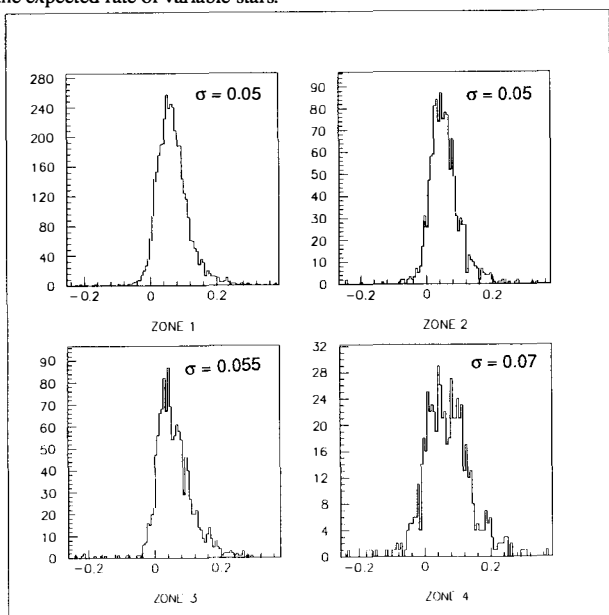 the expected rate of variable stars.
280
240
200
160
120
80
40
0
σ = 0.05
-0.2 0 0.2
ZONE 1
90
80
70
60
50
40
30
20
10
0
σ = 0.05
-0.2 0 0.2
ZONE 2
90
80
70
60
50
40
30
20
10
0
σ = 0.055
-0.2 0 0.2
ZONE 3
32
28
24
20
16
12
8
4
0
σ = 0.07
-0.2 0 0.2
ZONE 4